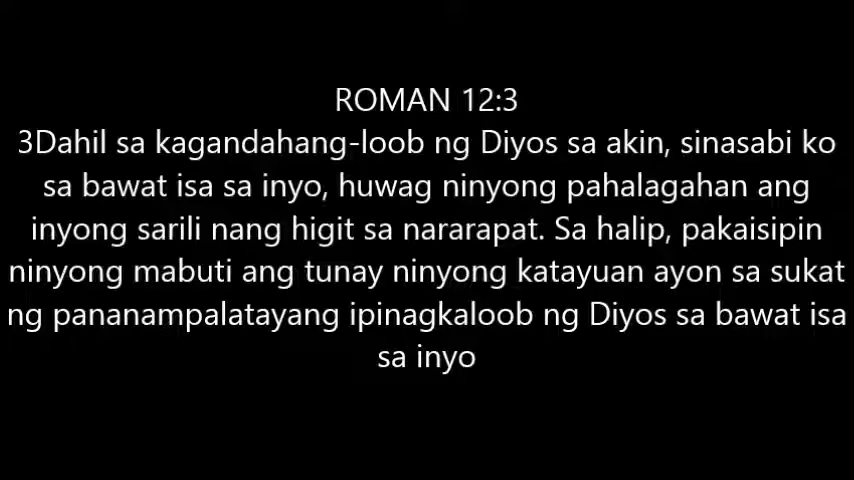 ROMAN 12:3
3Dahil sa kagandahang-loob ng Diyos sa akin, sinasabi ko
sa bawat isa sa inyo, huwag ninyong pahalagahan ang
inyong sarili nang higit sa nararapat. Sa halip, pakaisipin
ninyong mabuti ang tunay ninyong katayuan ayon sa sukat
ng pananampalatayang ipinagkaloob ng Diyos sa bawat isa
sa inyo